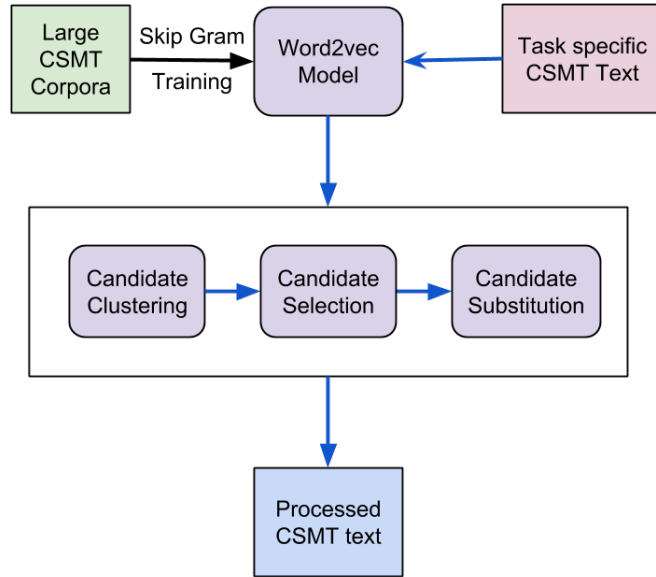 Large
CSMT
Corpora
Skip Gram
Training
Word2vec
Model
Task specific
CSMT Text
Candidate
Clustering
Candidate
Selection
Candidate
Substitution
Processed
CSMT text